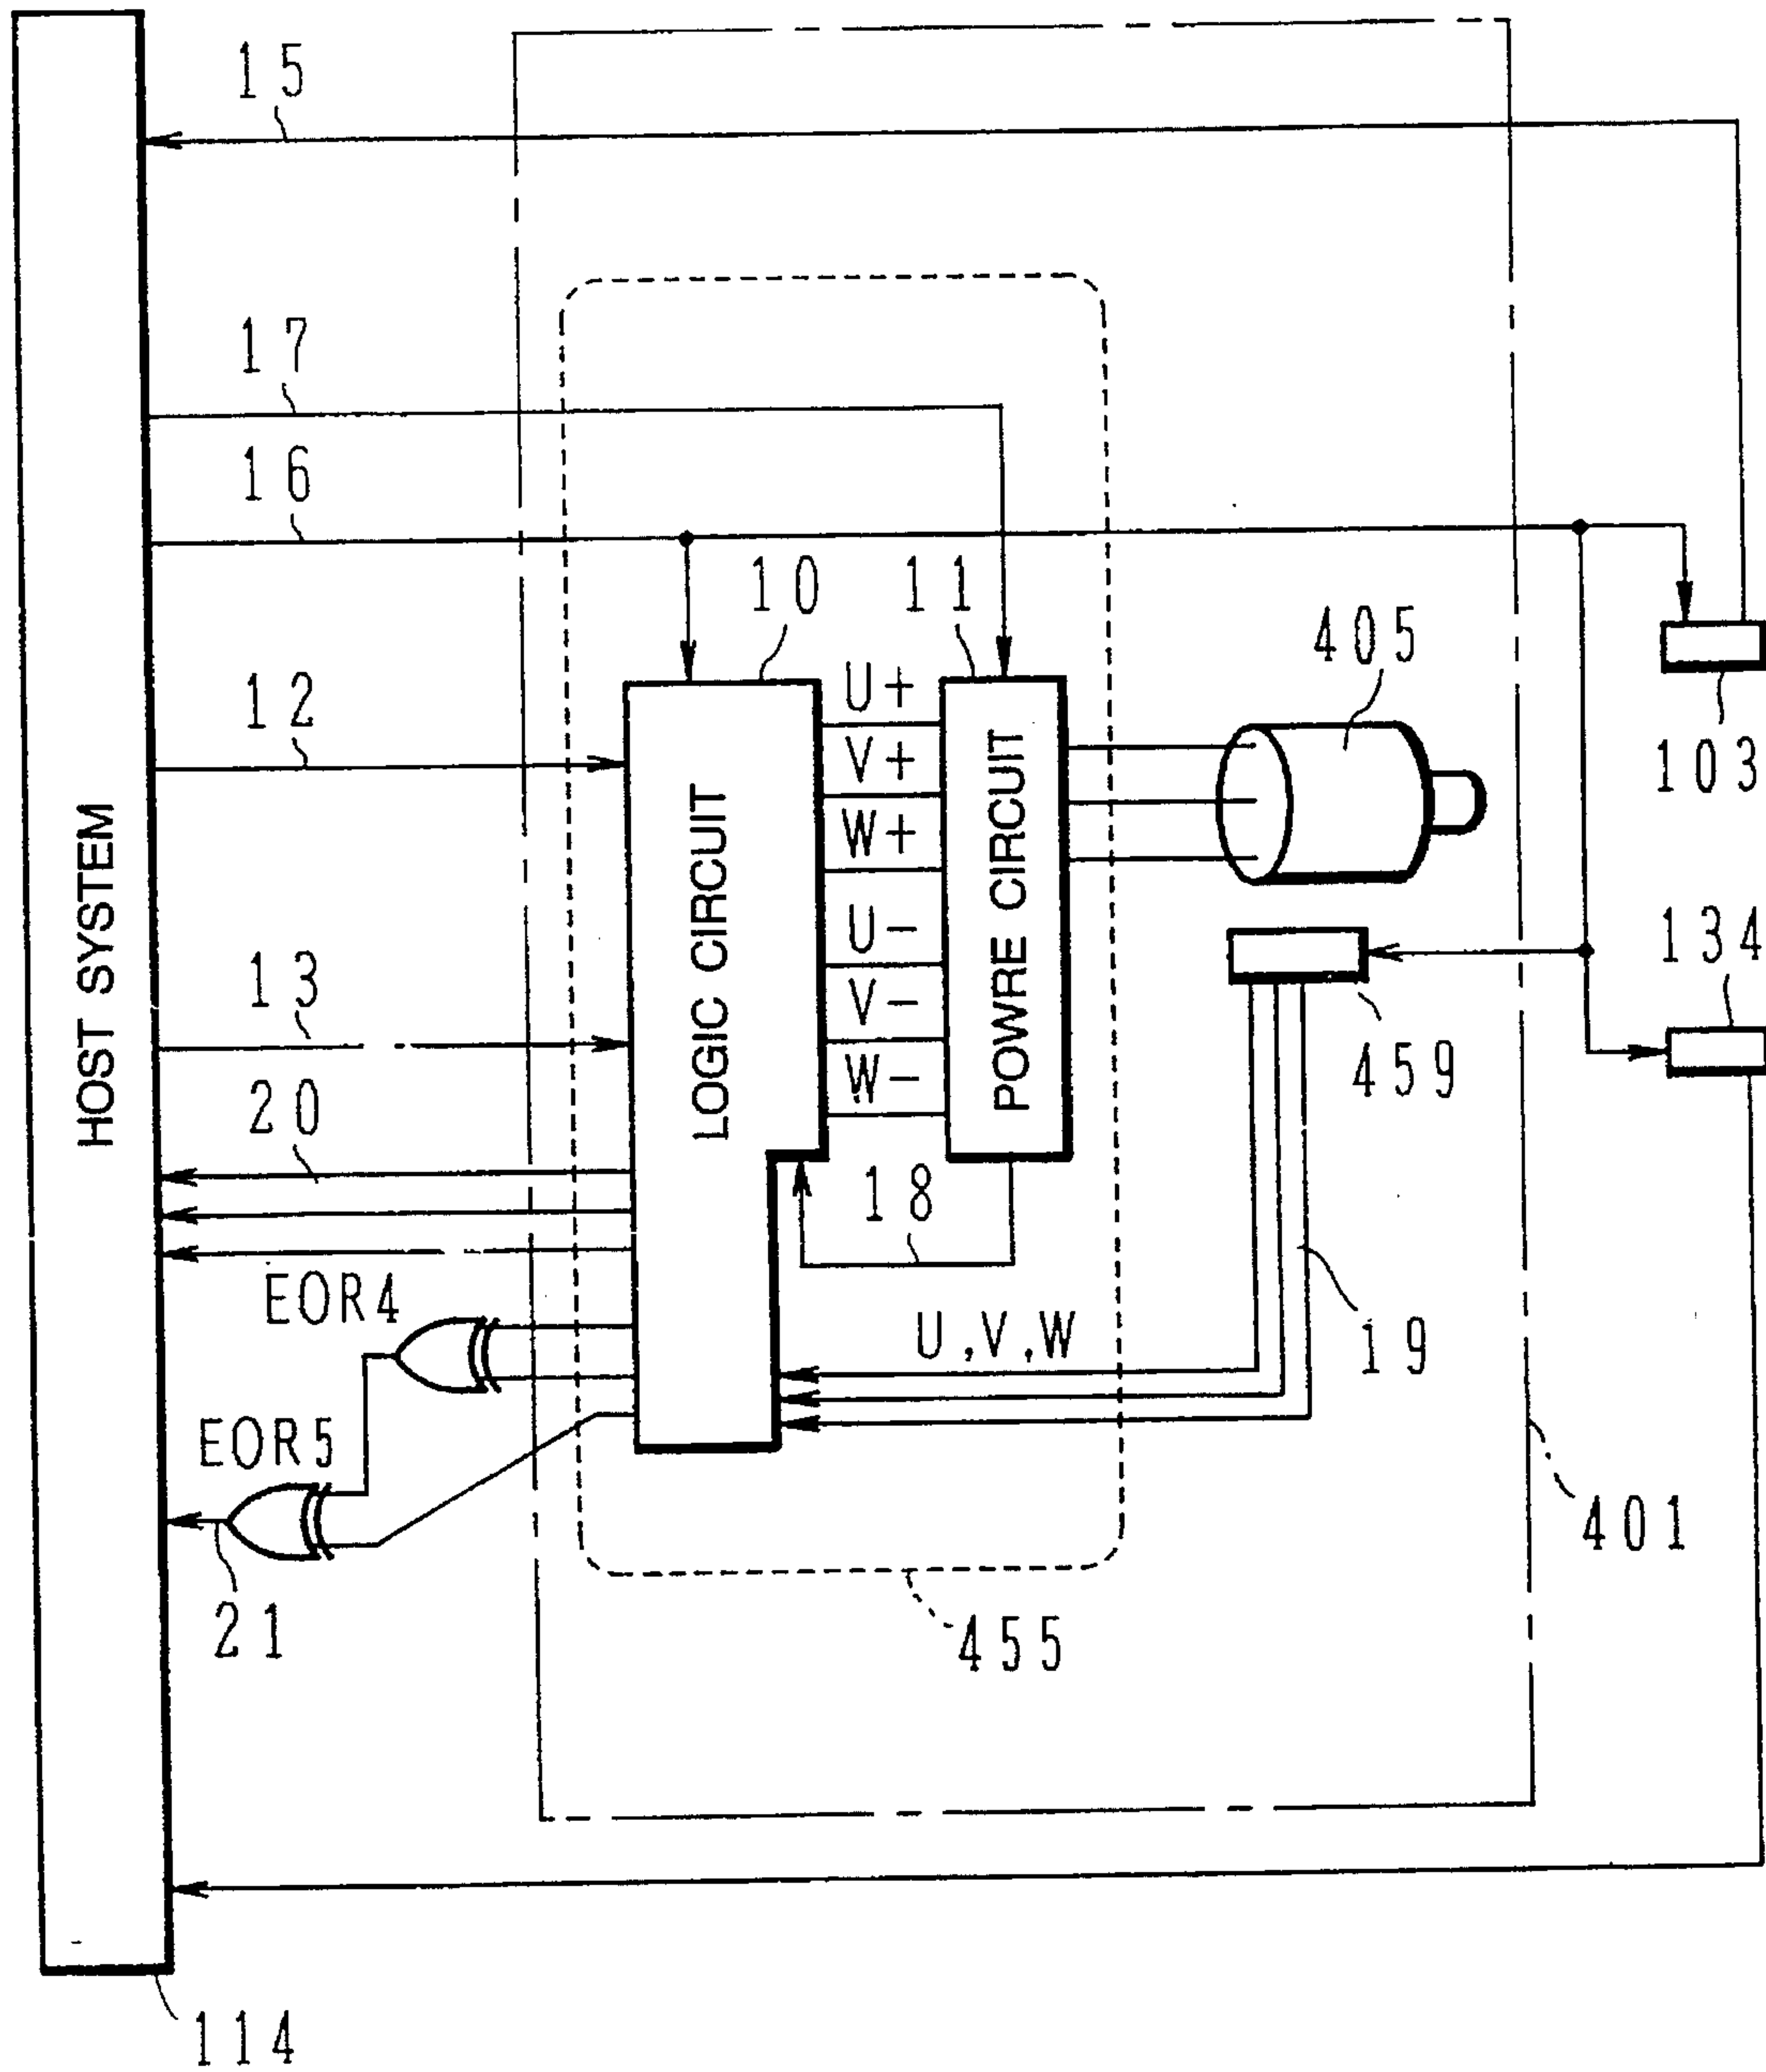 15
17
16
10
11
405
12
U+
V+
W+
U-
V-
W-
HOST SYSTEM
LOGIC CIRCUIT
POWRE CIRCUIT
103
134
13
459
20
18
EOR4
U,V,W
19
EOR5
401
21
455
114